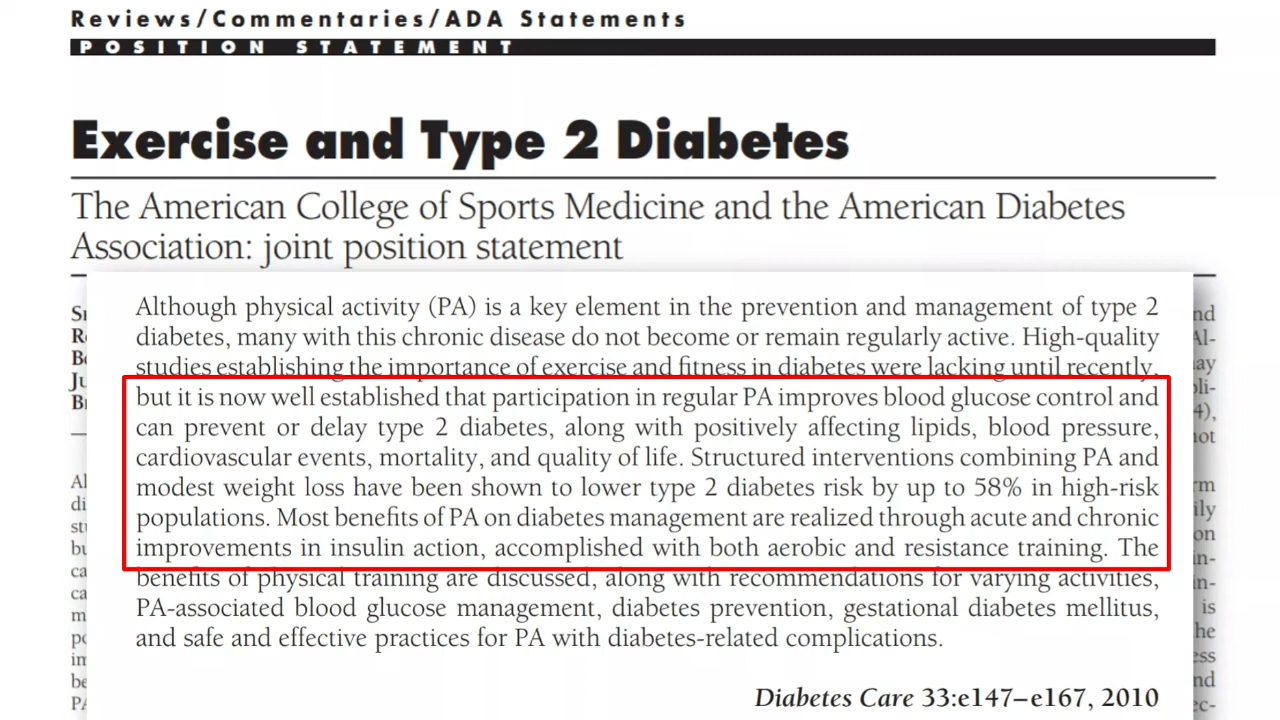 Reviews/Commentaries/ADA Statements
POSITION STATEMENT
Exercise and Type 2 Diabetes
The American College of Sports Medicine and the American Diabetes
Association: joint position statement
Although physical activity (PA) is a key element in the prevention and management of type 2
diabetes, many with this chronic disease do not become or remain regularly active. High-quality
studies establishing the importance of exercise and fitness in diabetes were lacking until recently,
but it is now well established that participation in regular PA improves blood glucose control and
can prevent or delay type 2 diabetes, along with positively affecting lipids, blood pressure,
cardiovascular events, mortality, and quality of life. Structured interventions combining PA and
modest weight loss have been shown to lower type 2 diabetes risk by up to 58% in high-risk
populations. Most benefits of PA on diabetes management are realized through acute and chronic
improvements in insulin action, accomplished with both aerobic and resistance training. The
benefits of physical training are discussed, along with recommendations for varying activities,
PA-associated blood glucose management, diabetes prevention, gestational diabetes mellitus,
and safe and effective practices for PA with diabetes-related complications.
Diabetes Care 33:e147–e167, 2010